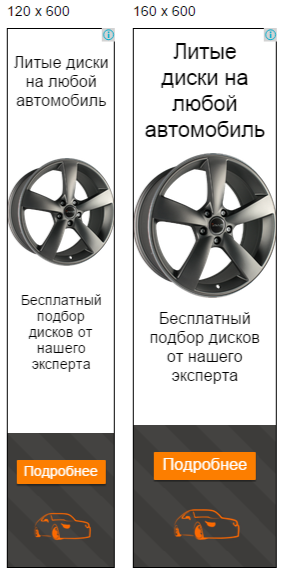 120 x 600
Литые диски
на любой
автомобиль
Бесплатный
подбор
дисков от
нашего
эксперта
Подробнее
160 x 600
Литые
диски на
любой
автомобиль
Бесплатный
подбор дисков
от нашего
эксперта
Подробнее